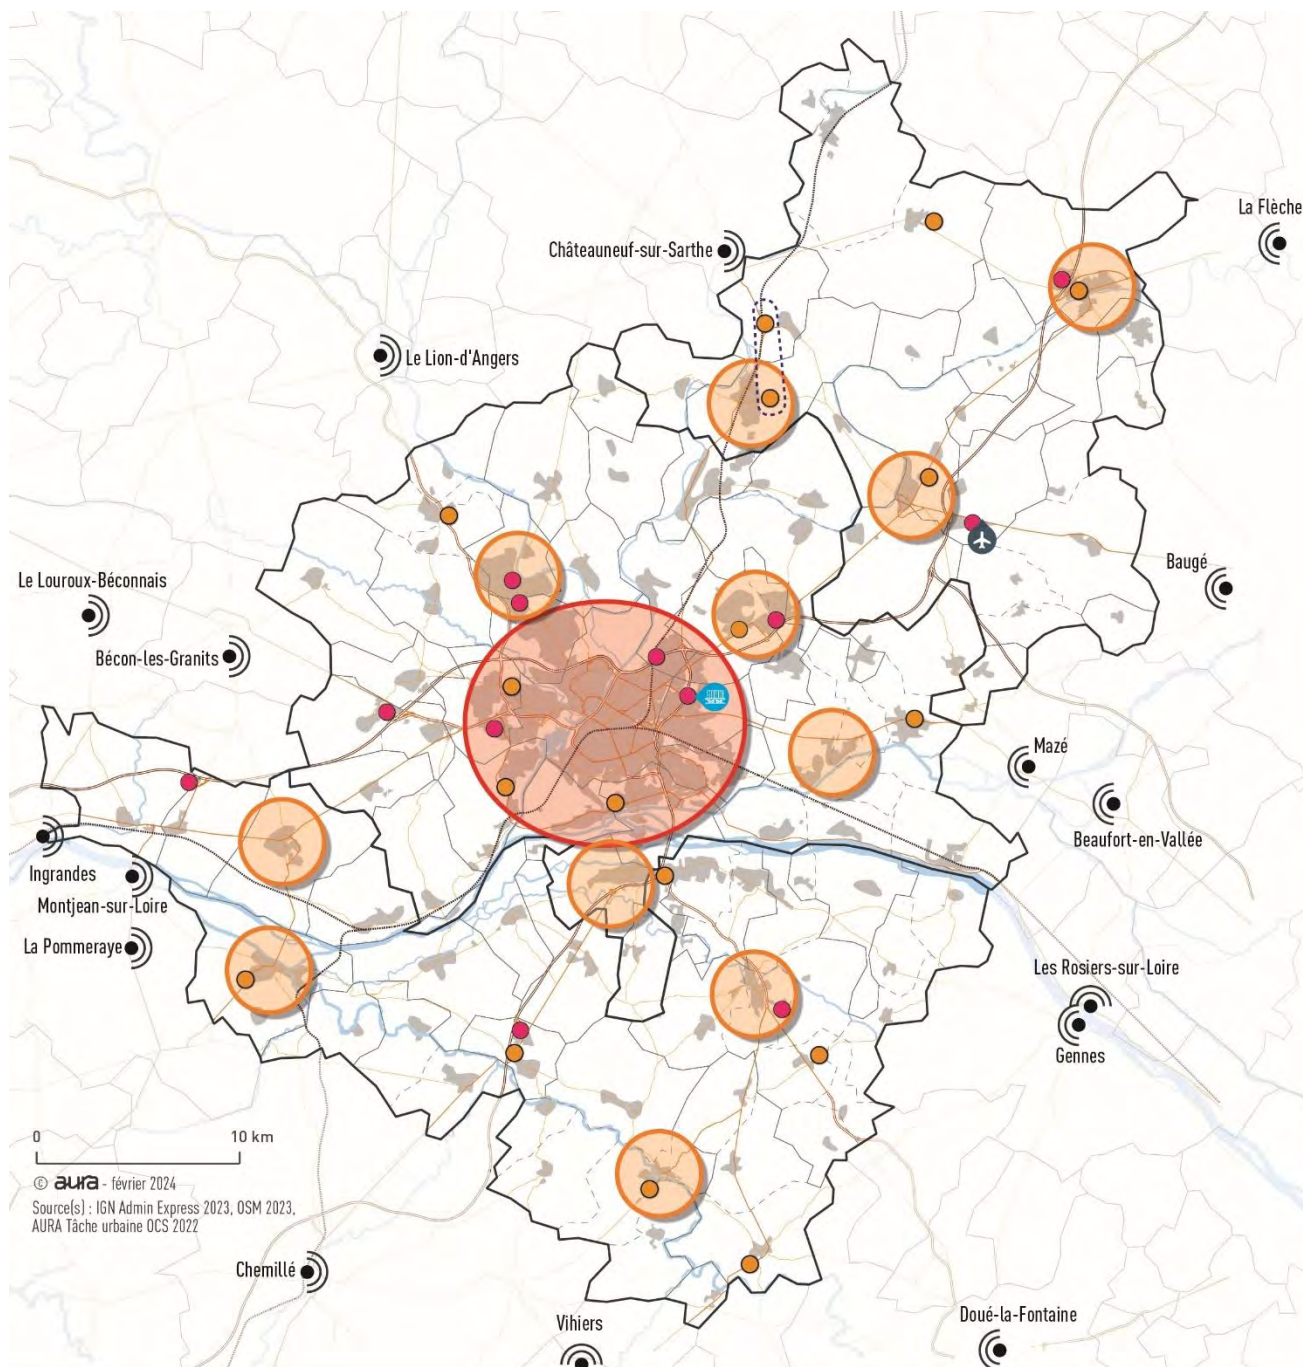 La Flèche
Châteauneuf-sur-Sarthe
Le Lion-d'Angers
Le Louroux-Béconnais
Baugé
Bécon-les-Granits
Mazé
Beaufort-en-Vallée
Ingrandes
Montjean-sur-Loire
La Pommeraye
Les Rosiers-sur-Loire
Gennes
0 10 km
© aura - février 2024
Source(s) : IGN Admin Express 2023, OSM 2023,
AURA Tâche urbaine OCS 2022
Chemillé
Vihiers
Doué-la-Fontaine